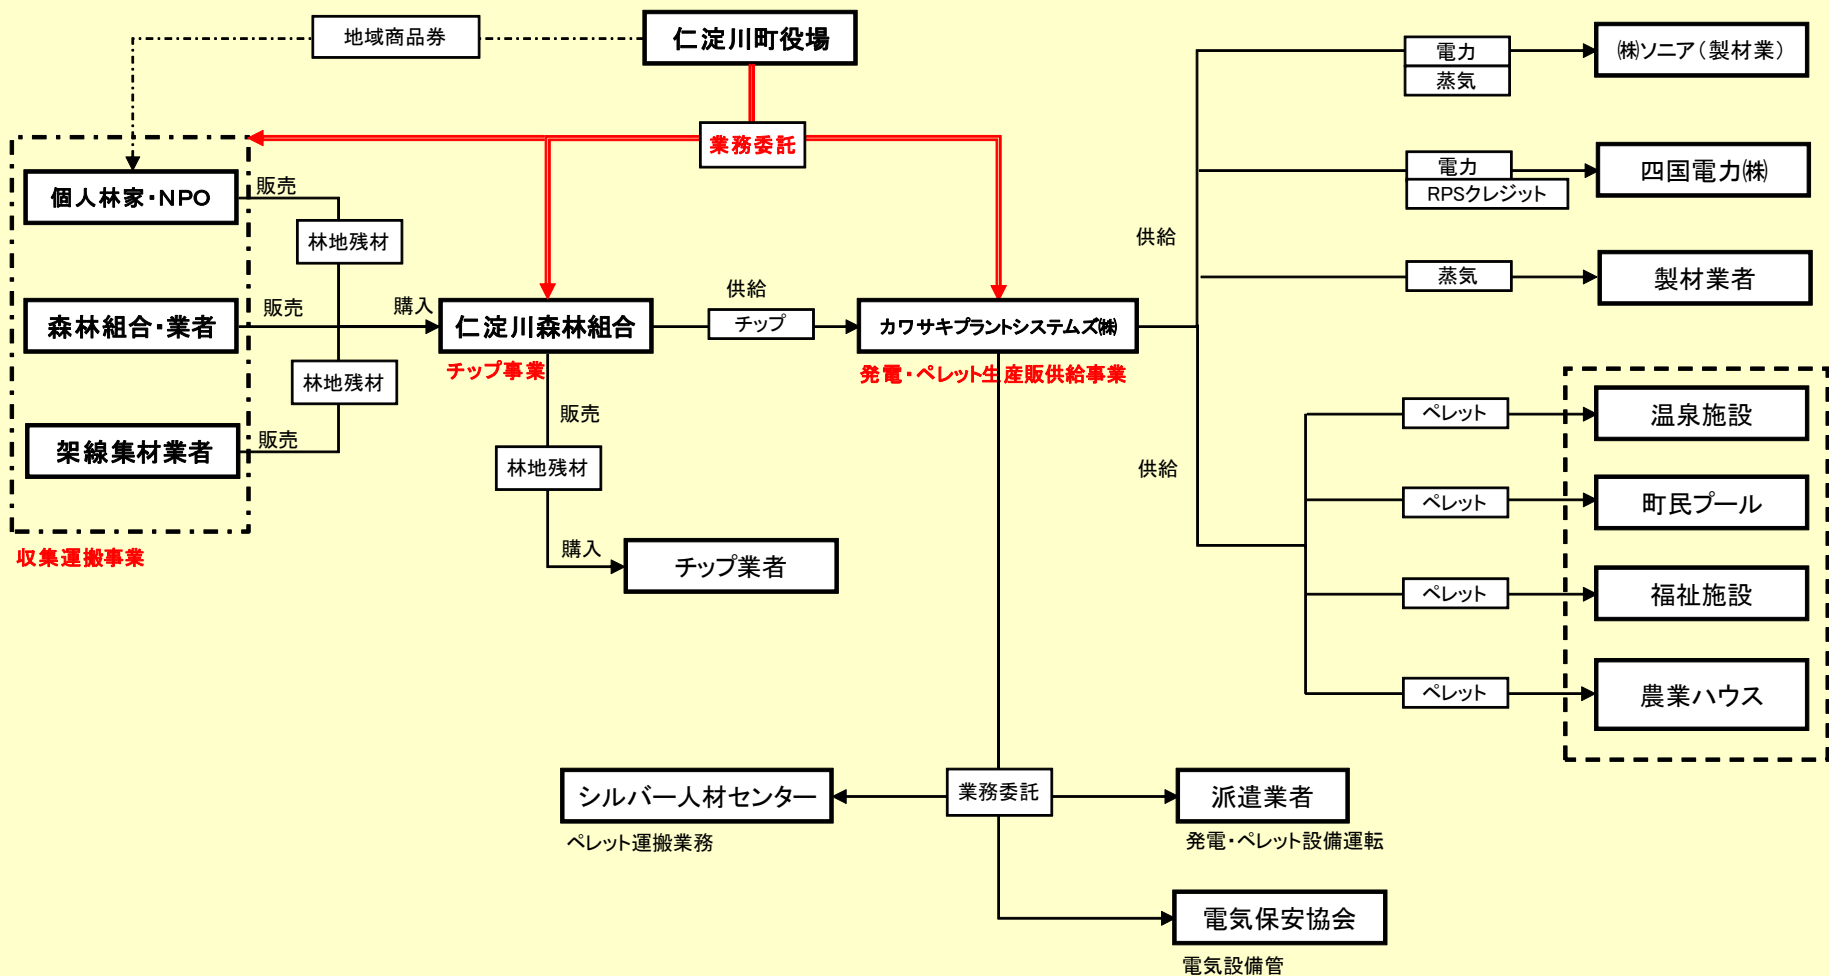 地域商品券
仁淀川町役場
業務委託
個人林家・NPO
販売
林地残材
森林組合・業者
販売
購入
林地残材
架線集材業者
販売
収集運搬事業
仁淀川森林組合
チップ事業
供給
チップ
カワサキプラントシステムズ㈱
発電・ペレット生産販供給事業
販売
林地残材
購入
チップ業者
供給
電力
蒸気
㈱ソニア（製材業）
電力
RPSクレジット
四国電力㈱
蒸気
製材業者
供給
ペレット
温泉施設
ペレット
町民プール
ペレット
福祉施設
ペレット
農業ハウス
シルバー人材センター
ペレット運搬業務
業務委託
派遣業者
発電・ペレット設備運転
電気保安協会
電気設備管